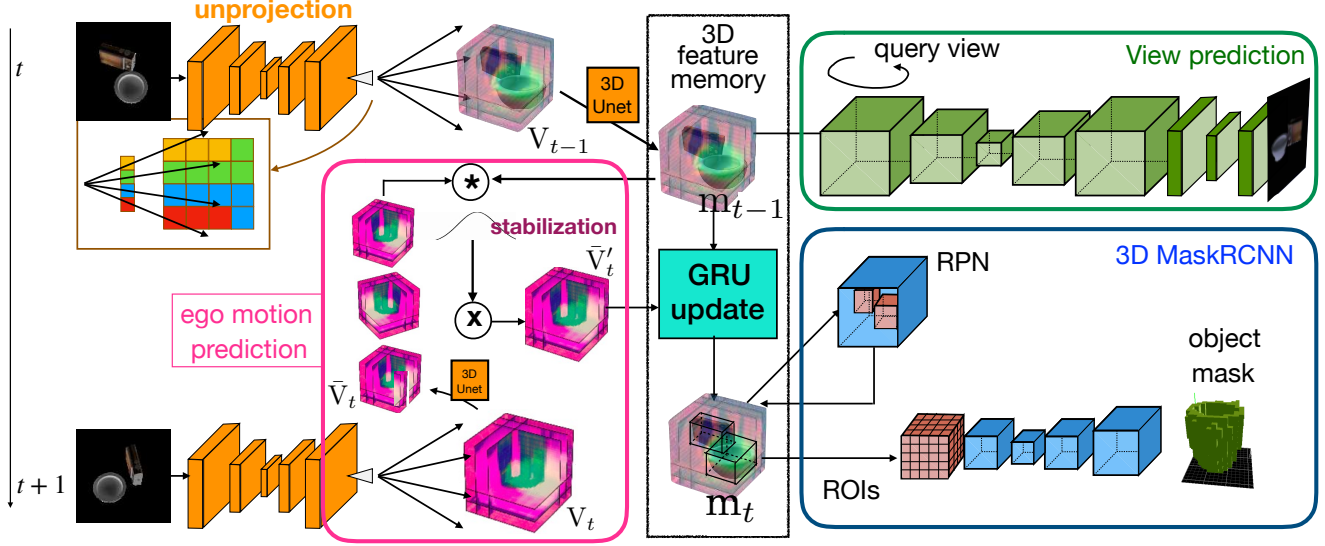 unprojection
t
V_{t-1}
3D
Unet
3D
feature
memory
m_{t-1}
query view
View prediction
*
stabilization
V̄′_t
x
ego motion
prediction
V̄_t
3D
Unet
V_t
t + 1
GRU
update
m_t
3D MaskRCNN
RPN
ROIs
object
mask